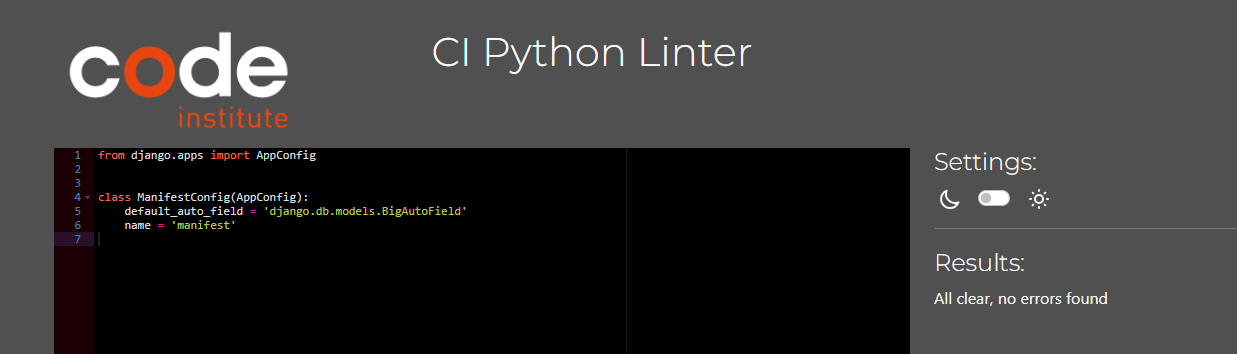 code
institute
CI Python Linter
1 from django.apps import AppConfig
2
3
4 class ManifestConfig(AppConfig):
5     default_auto_field = 'django.db.models.BigAutoField'
6     name = 'manifest'
7
Settings:
Results:
All clear, no errors found